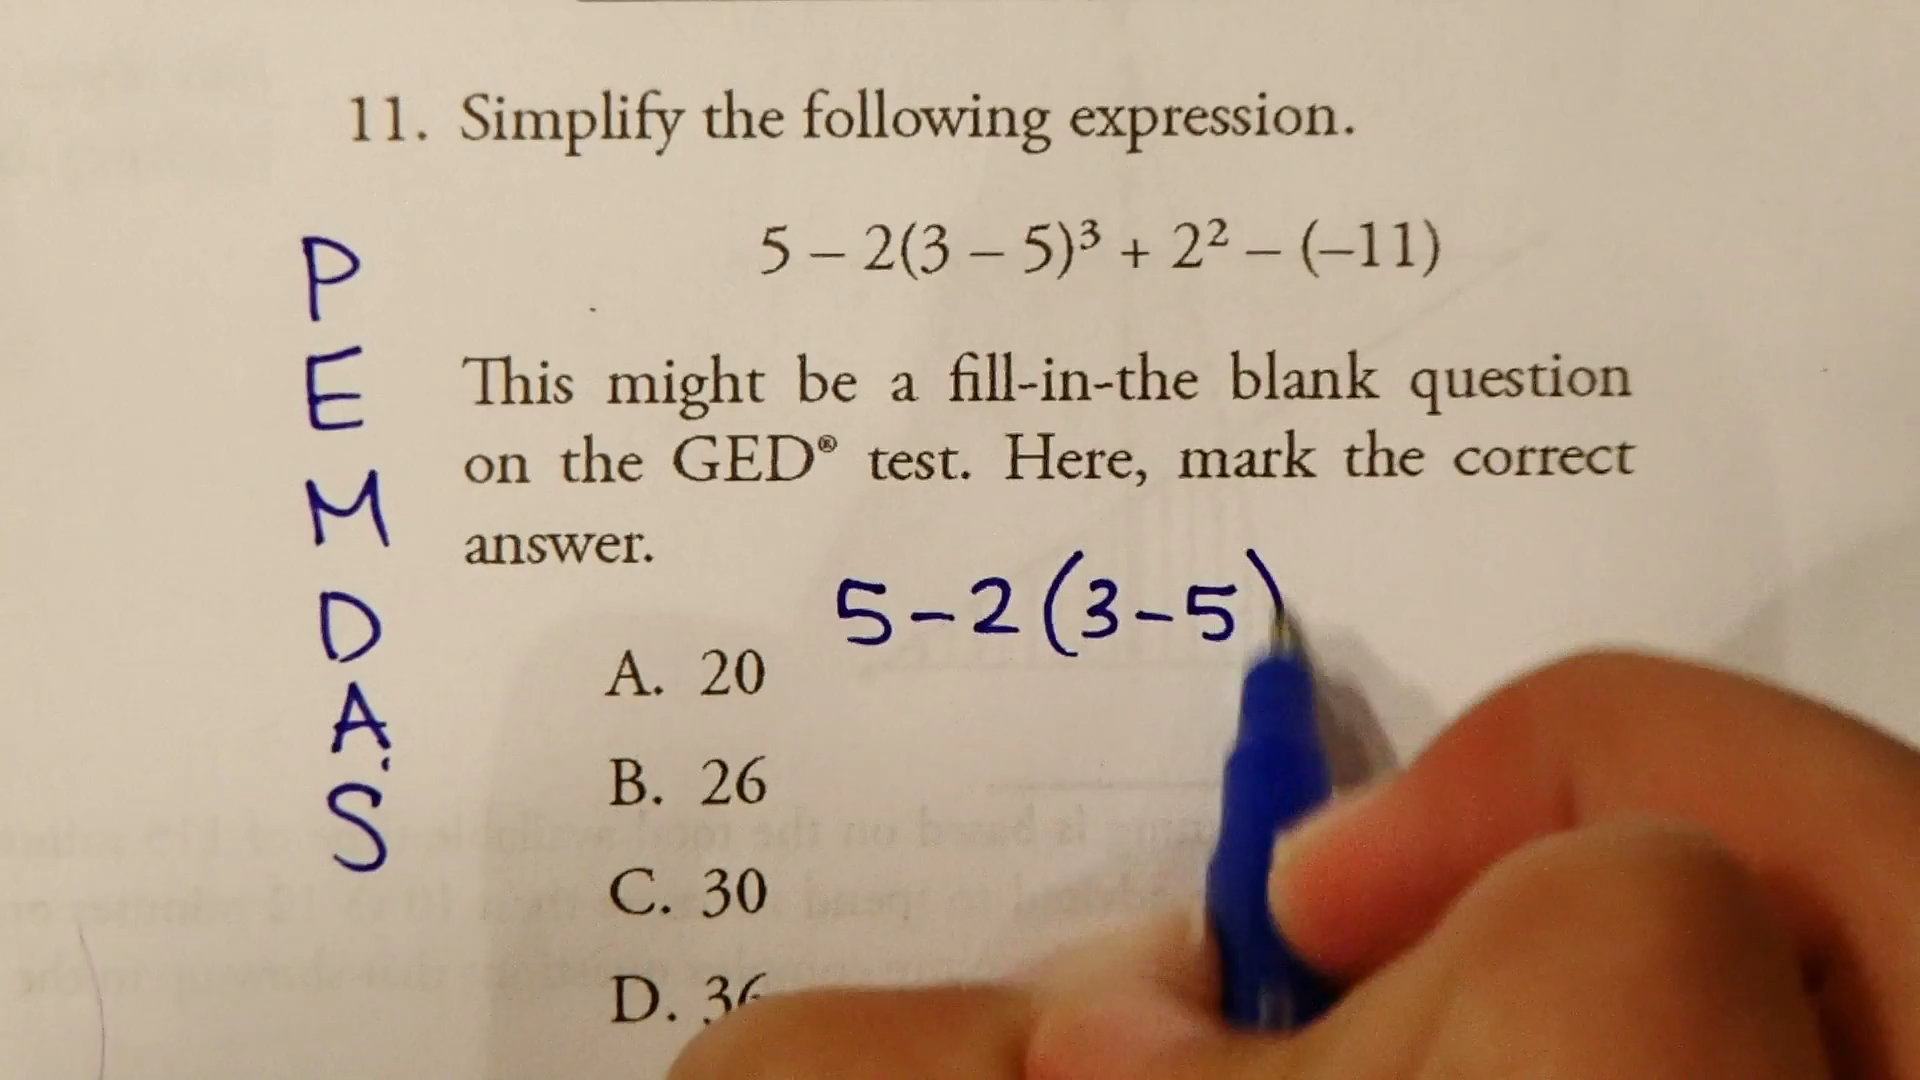 11. Simplify the following expression.
5 – 2(3 – 5)³ + 2² – (–11)
This might be a fill-in-the blank question
on the GED® test. Here, mark the correct
answer.
5-2(3-5)
A. 20
B. 26
C. 30
D. 36
P
E
M
D
A
S